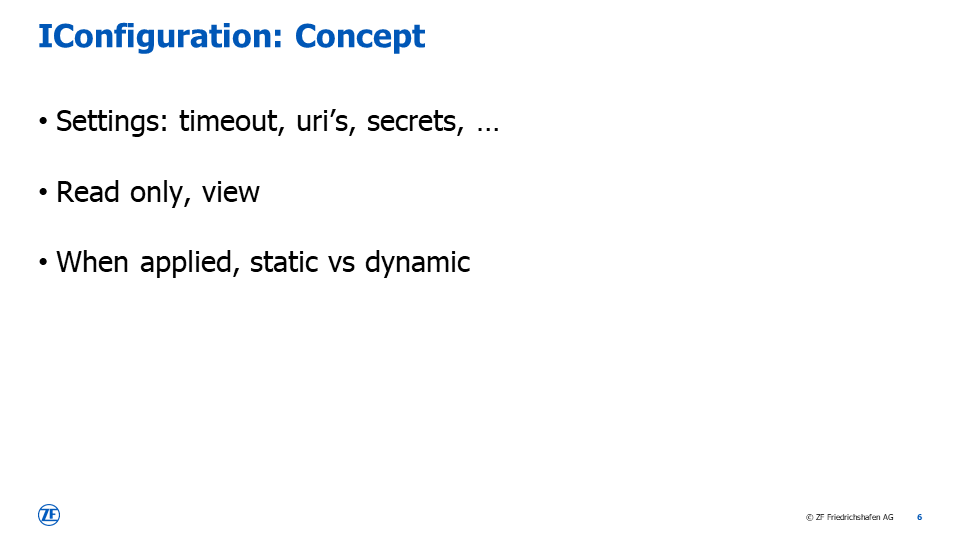 IConfiguration: Concept
• Settings: timeout, uri’s, secrets, …
• Read only, view
• When applied, static vs dynamic
ZF
© ZF Friedrichshafen AG
6